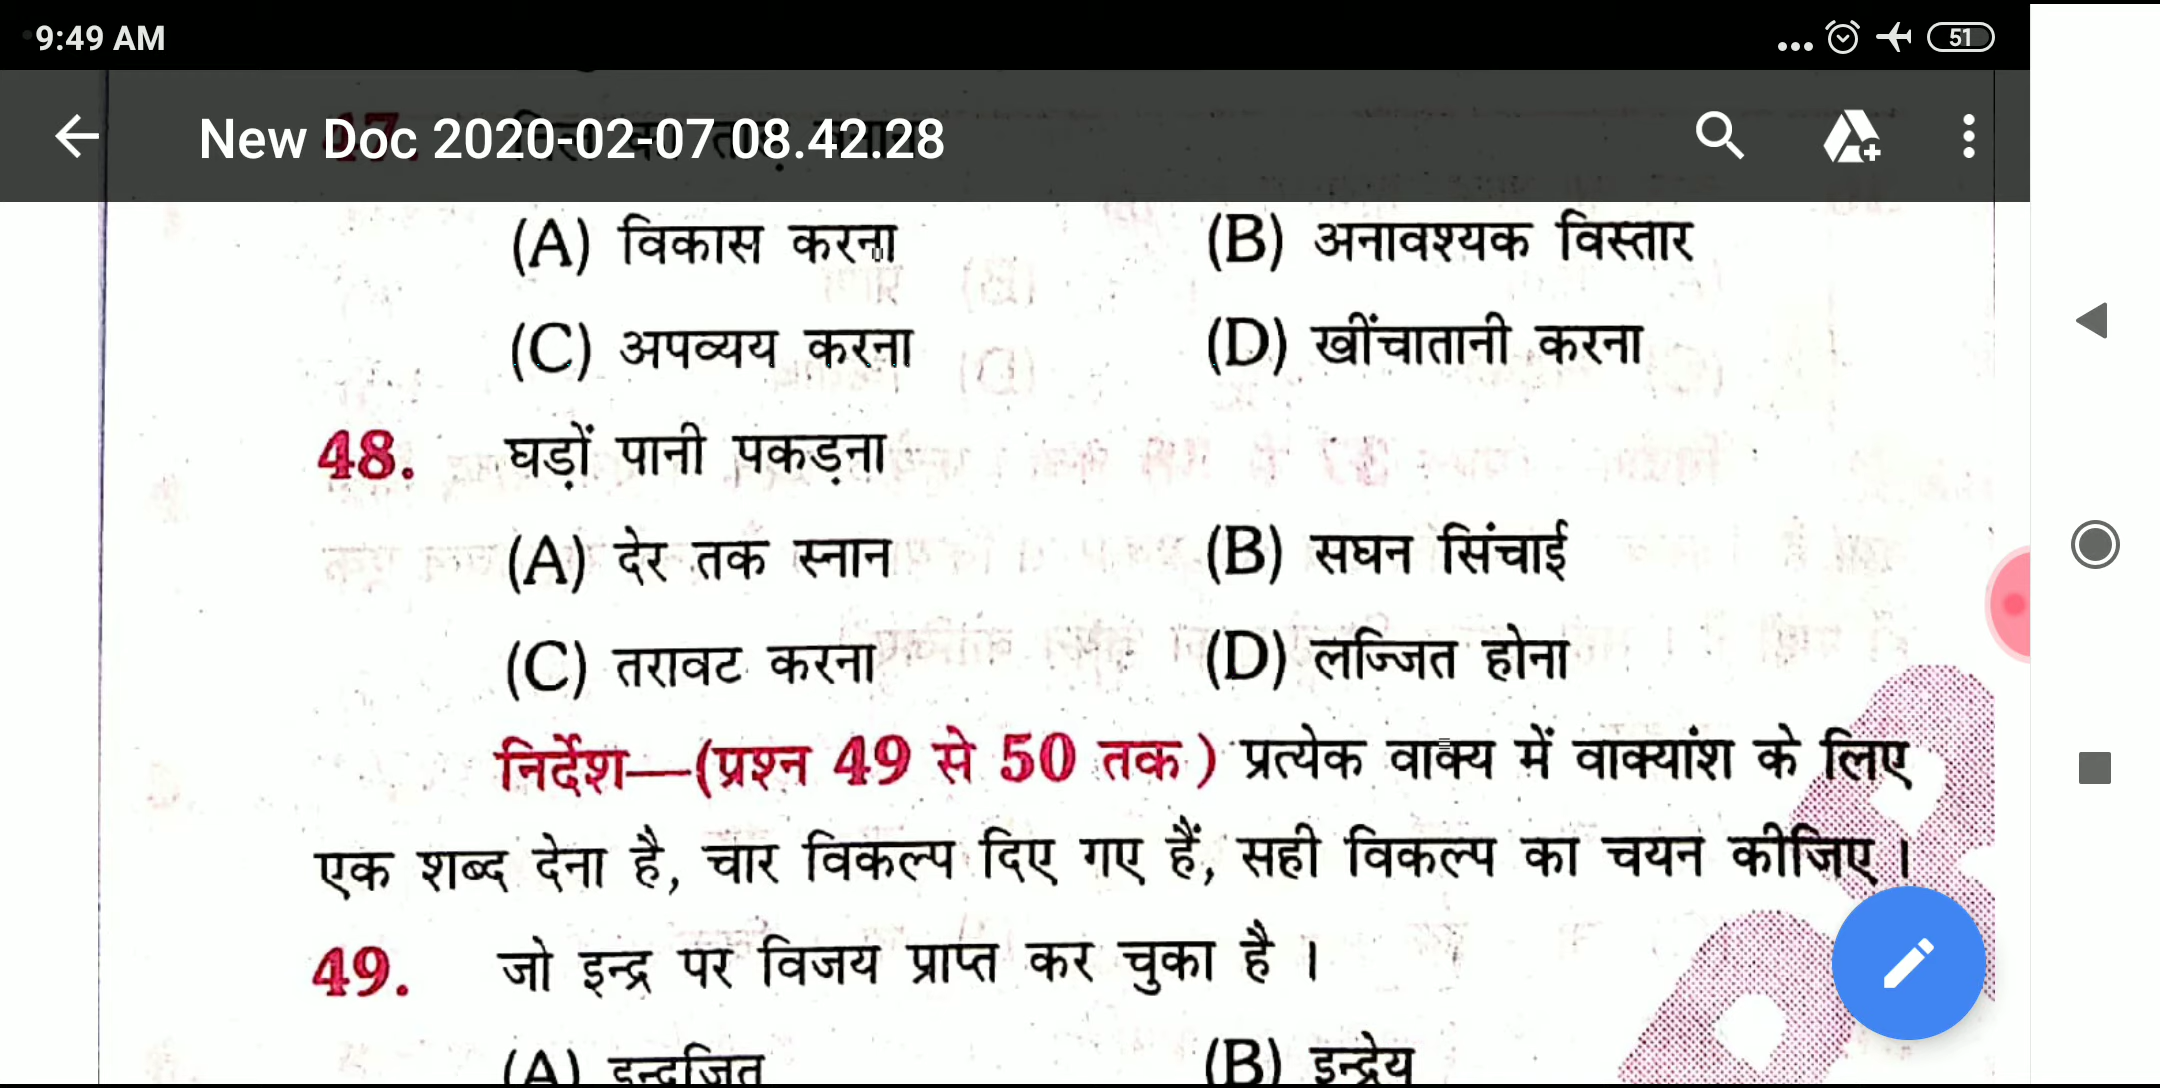 9:49 AM
51
New Doc 2020-02-07 08.42.28
47.
(A) विकास करना (B) अनावश्यक विस्तार
(C) अपव्यय करना (D) खींचातानी करना
48. घड़ों पानी पकड़ना
(A) देर तक स्नान (B) सघन सिंचाई
(C) तरावट करना (D) लज्जित होना
निर्देश—(प्रश्न 49 से 50 तक) प्रत्येक वाक्य में वाक्यांश के लिए
एक शब्द देना है, चार विकल्प दिए गए हैं, सही विकल्प का चयन कीजिए।
49. जो इन्द्र पर विजय प्राप्त कर चुका है ।
(A) इन्द्रजित (B) इन्द्रेय